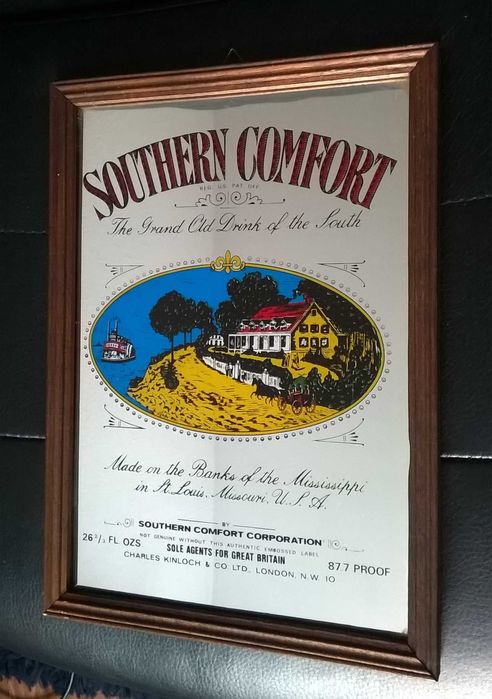 SOUTHERN COMFORT
REG. U.S. PAT. OFF.
The Grand Old Drink of the South
Made on the Banks of the Mississippi
in St. Louis, Missouri, U.S.A.
BY
SOUTHERN COMFORT CORPORATION
NOT GENUINE WITHOUT THIS AUTHENTIC EMBOSSED LABEL
26⅔ FL OZS
SOLE AGENTS FOR GREAT BRITAIN
87.7 PROOF
CHARLES KINLOCH & CO. LTD., LONDON, N.W. 10